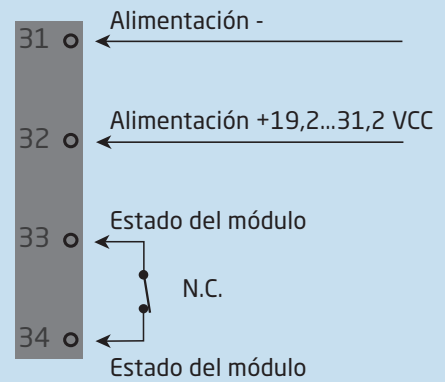 31 Alimentación -
32 Alimentación +19,2...31,2 VCC
33 Estado del módulo
N.C.
34 Estado del módulo